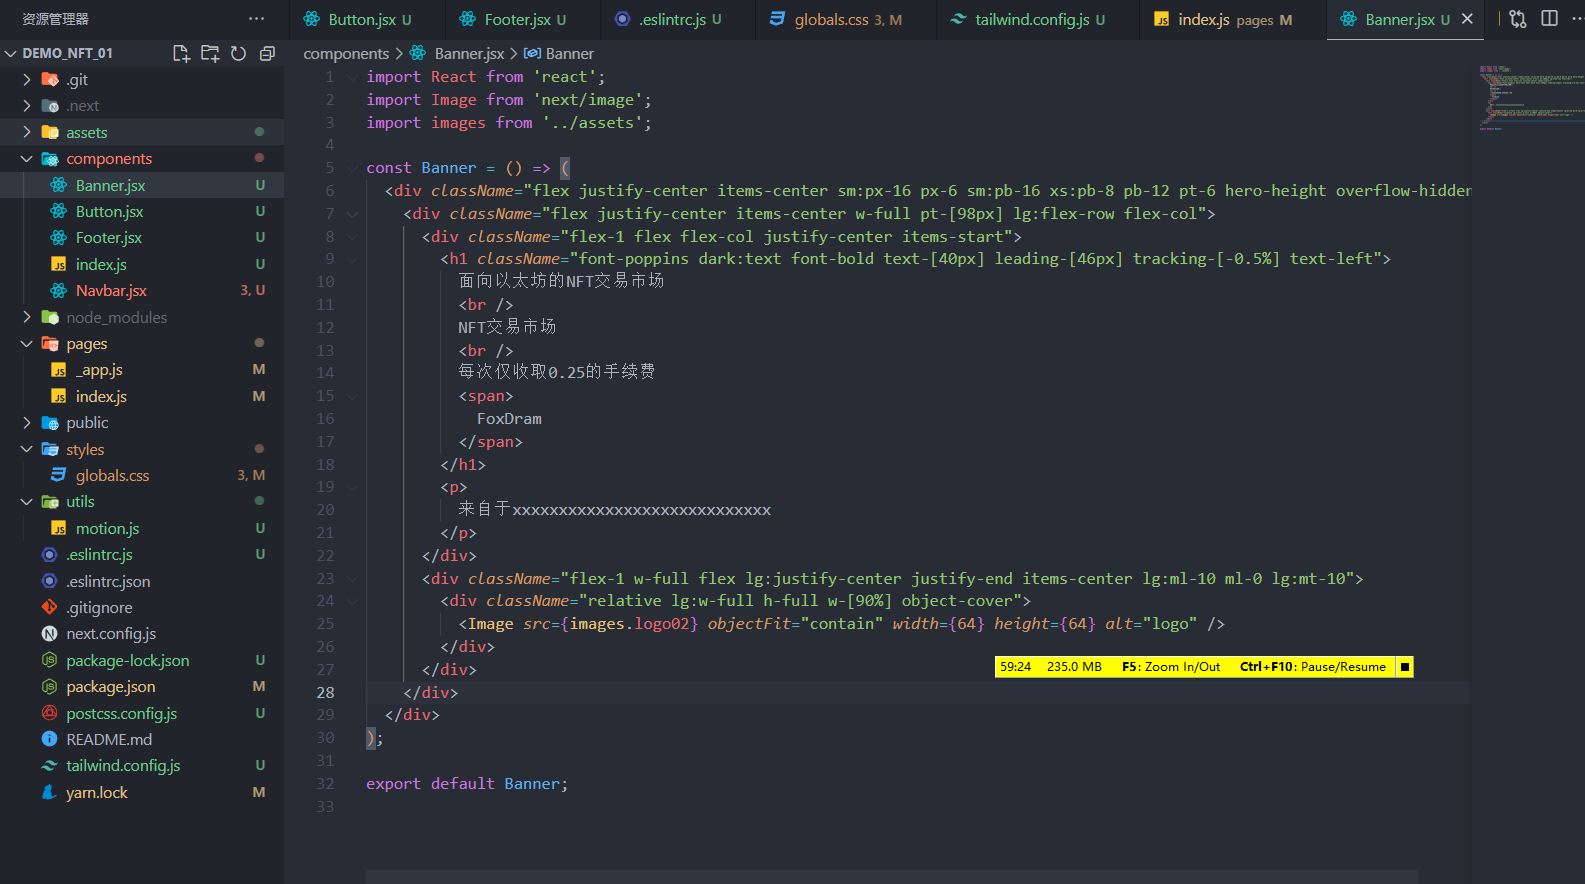 资源管理器
DEMO_NFT_01
.git
.next
assets
components
Banner.jsx U
Button.jsx U
Footer.jsx U
index.js U
Navbar.jsx 3, U
node_modules
pages
_app.js M
index.js M
public
styles
globals.css 3, M
utils
motion.js U
.eslintrc.js U
.eslintrc.json
.gitignore
next.config.js
package-lock.json U
package.json M
postcss.config.js U
README.md
tailwind.config.js U
yarn.lock M
Button.jsx U Footer.jsx U .eslintrc.js U globals.css 3, M tailwind.config.js U index.js pages M Banner.jsx U
components > Banner.jsx > Banner
1 import React from 'react';
2 import Image from 'next/image';
3 import images from '../assets';
4
5 const Banner = () => (
6 <div className="flex justify-center items-center sm:px-16 px-6 sm:pb-16 xs:pb-8 pb-12 pt-6 hero-height overflow-hidden
7 <div className="flex justify-center items-center w-full pt-[98px] lg:flex-row flex-col">
8 <div className="flex-1 flex flex-col justify-center items-start">
9 <h1 className="font-poppins dark:text font-bold text-[40px] leading-[46px] tracking-[-0.5%] text-left">
10 面向以太坊的NFT交易市场
11 <br />
12 NFT交易市场
13 <br />
14 每次仅收取0.25的手续费
15 <span>
16 FoxDram
17 </span>
18 </h1>
19 <p>
20 来自于xxxxxxxxxxxxxxxxxxxxxxxxxxxx
21 </p>
22 </div>
23 <div className="flex-1 w-full flex lg:justify-center justify-end items-center lg:ml-10 ml-0 lg:mt-10">
24 <div className="relative lg:w-full h-full w-[90%] object-cover">
25 <Image src={images.logo02} objectFit="contain" width={64} height={64} alt="logo" />
26 </div>
27 </div>
28 </div>
29 </div>
30 );
31
32 export default Banner;
33
59:24 235.0 MB F5: Zoom In/Out Ctrl+F10: Pause/Resume